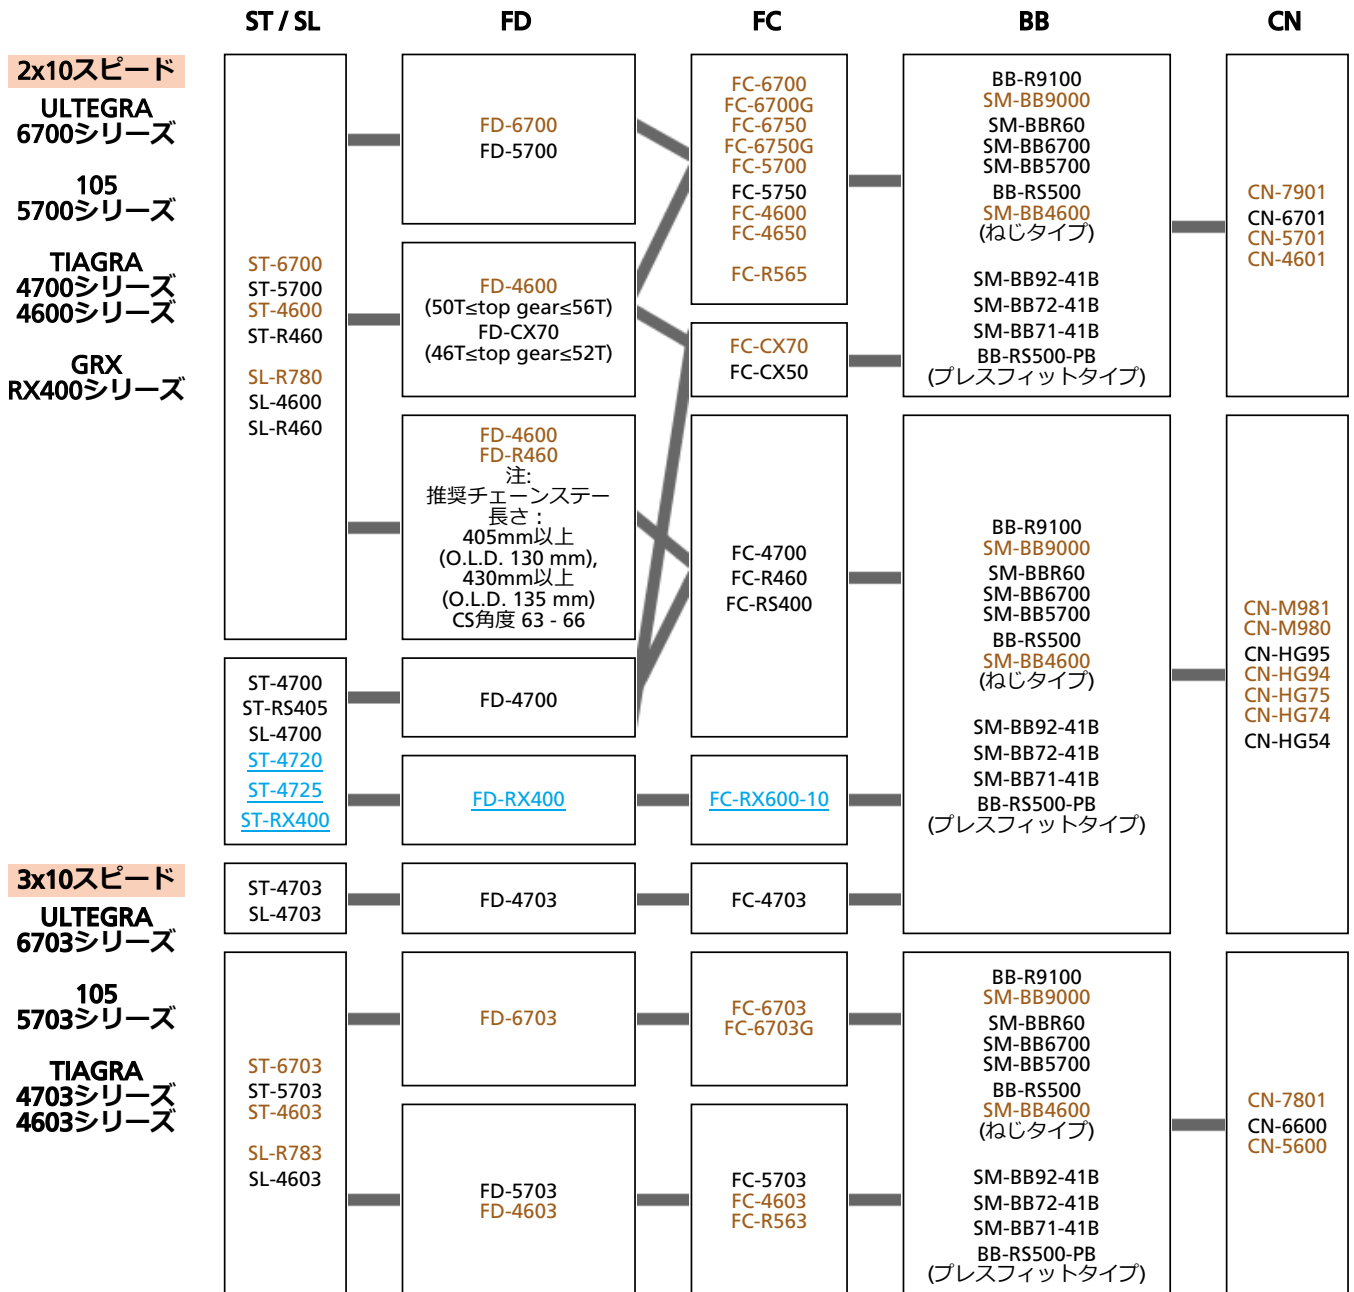 ST / SL
FD
FC
BB
CN
2x10スピード
ULTEGRA
6700シリーズ
105
5700シリーズ
TIAGRA
4700シリーズ
4600シリーズ
GRX
RX400シリーズ
ST-6700
ST-5700
ST-4600
ST-R460
SL-R780
SL-4600
SL-R460
FD-6700
FD-5700
FD-4600
(50T≤top gear≤56T)
FD-CX70
(46T≤top gear≤52T)
FD-4600
FD-R460
注:
推奨チェーンステー
長さ :
405mm以上
(O.L.D. 130 mm),
430mm以上
(O.L.D. 135 mm)
CS角度 63 - 66
FC-6700
FC-6700G
FC-6750
FC-6750G
FC-5700
FC-5750
FC-4600
FC-4650
FC-R565
FC-CX70
FC-CX50
BB-R9100
SM-BB9000
SM-BBR60
SM-BB6700
SM-BB5700
BB-RS500
SM-BB4600
(ねじタイプ)
SM-BB92-41B
SM-BB72-41B
SM-BB71-41B
BB-RS500-PB
(プレスフィットタイプ)
CN-7901
CN-6701
CN-5701
CN-4601
ST-4700
ST-RS405
SL-4700
ST-4720
ST-4725
ST-RX400
FD-4700
FD-RX400
FC-4700
FC-R460
FC-RS400
FC-RX600-10
BB-R9100
SM-BB9000
SM-BBR60
SM-BB6700
SM-BB5700
BB-RS500
SM-BB4600
(ねじタイプ)
SM-BB92-41B
SM-BB72-41B
SM-BB71-41B
BB-RS500-PB
(プレスフィットタイプ)
CN-M981
CN-M980
CN-HG95
CN-HG94
CN-HG75
CN-HG74
CN-HG54
3x10スピード
ULTEGRA
6703シリーズ
105
5703シリーズ
TIAGRA
4703シリーズ
4603シリーズ
ST-4703
SL-4703
FD-4703
FC-4703
ST-6703
ST-5703
ST-4603
SL-R783
SL-4603
FD-6703
FD-5703
FD-4603
FC-6703
FC-6703G
FC-5703
FC-4603
FC-R563
BB-R9100
SM-BB9000
SM-BBR60
SM-BB6700
SM-BB5700
BB-RS500
SM-BB4600
(ねじタイプ)
SM-BB92-41B
SM-BB72-41B
SM-BB71-41B
BB-RS500-PB
(プレスフィットタイプ)
CN-7801
CN-6600
CN-5600